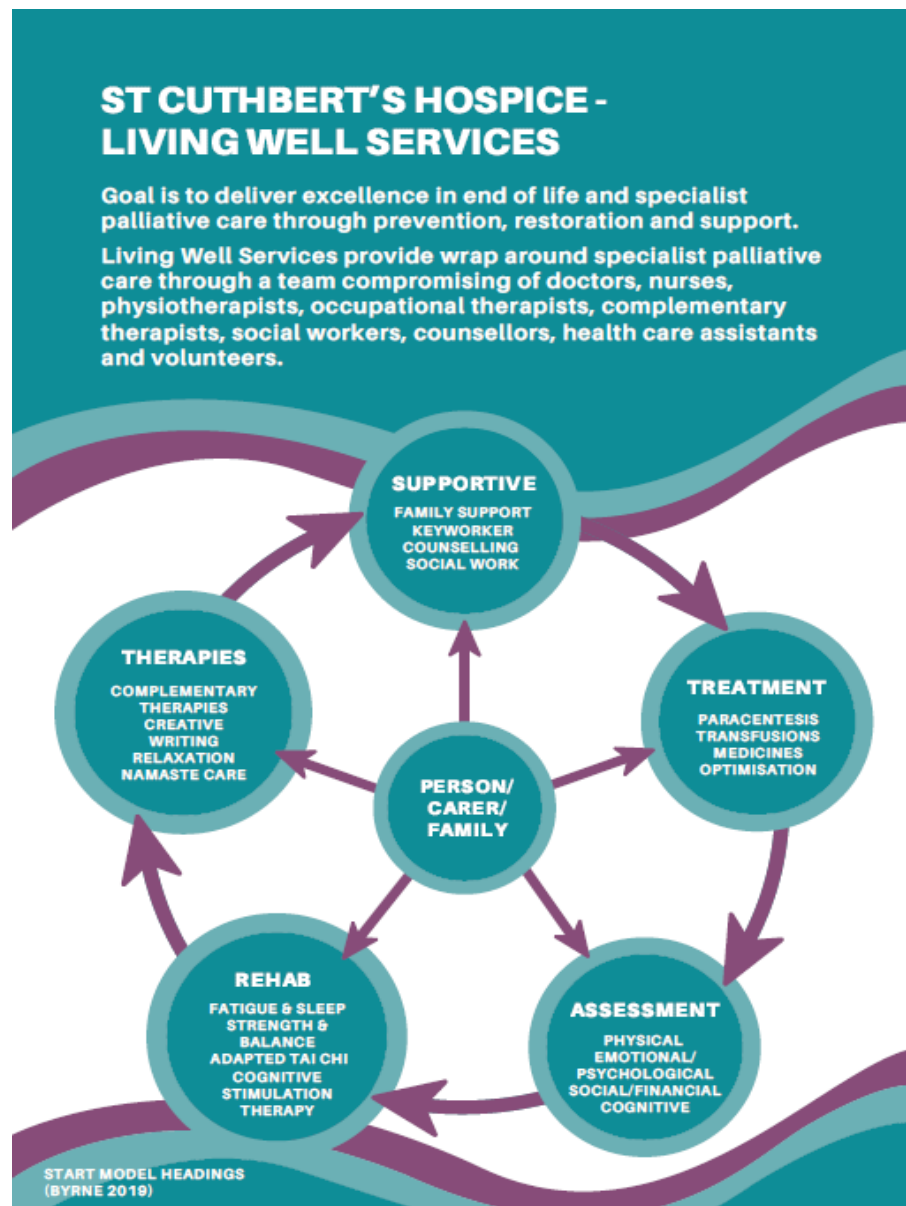 ST CUTHBERT'S HOSPICE -
LIVING WELL SERVICES
Goal is to deliver excellence in end of life and specialist
palliative care through prevention, restoration and support.
Living Well Services provide wrap around specialist palliative
care through a team compromising of doctors, nurses,
physiotherapists, occupational therapists, complementary
therapists, social workers, counsellors, health care assistants
and volunteers.
SUPPORTIVE
FAMILY SUPPORT
KEYWORKER
COUNSELLING
SOCIAL WORK
THERAPIES
COMPLEMENTARY
THERAPIES
CREATIVE
WRITING
RELAXATION
NAMASTE CARE
TREATMENT
PARACENTESIS
TRANSFUSIONS
MEDICINES
OPTIMISATION
PERSON/
CARER/
FAMILY
REHAB
FATIGUE & SLEEP
STRENGTH &
BALANCE
ADAPTED TAI CHI
COGNITIVE
STIMULATION
THERAPY
ASSESSMENT
PHYSICAL
EMOTIONAL/
PSYCHOLOGICAL
SOCIAL/FINANCIAL
COGNITIVE
START MODEL HEADINGS
(BYRNE 2019)